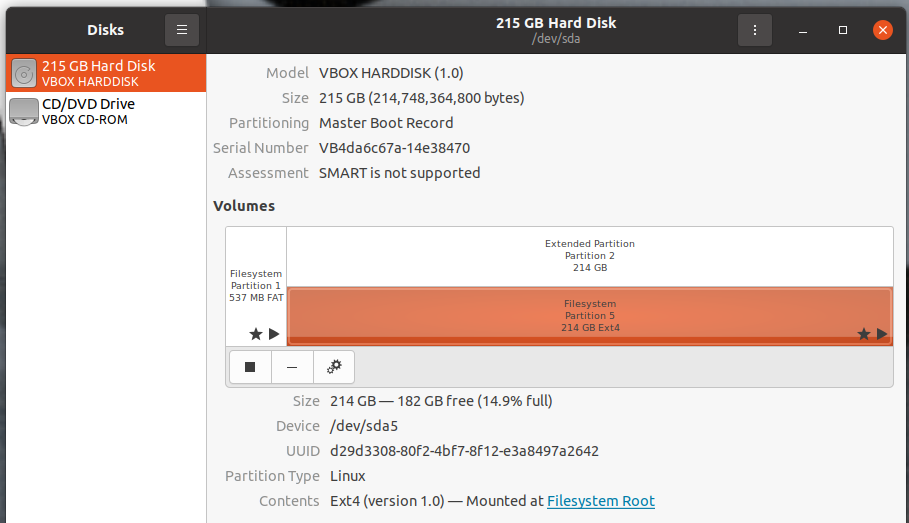 Disks
215 GB Hard Disk
/dev/sda
215 GB Hard Disk
VBOX HARDDISK
CD/DVD Drive
VBOX CD-ROM
Model VBOX HARDDISK (1.0)
Size 215 GB (214,748,364,800 bytes)
Partitioning Master Boot Record
Serial Number VB4da6c67a-14e38470
Assessment SMART is not supported
Volumes
Filesystem
Partition 1
537 MB FAT
Extended Partition
Partition 2
214 GB
Filesystem
Partition 5
214 GB Ext4
Size 214 GB — 182 GB free (14.9% full)
Device /dev/sda5
UUID d29d3308-80f2-4bf7-8f12-e3a8497a2642
Partition Type Linux
Contents Ext4 (version 1.0) — Mounted at Filesystem Root